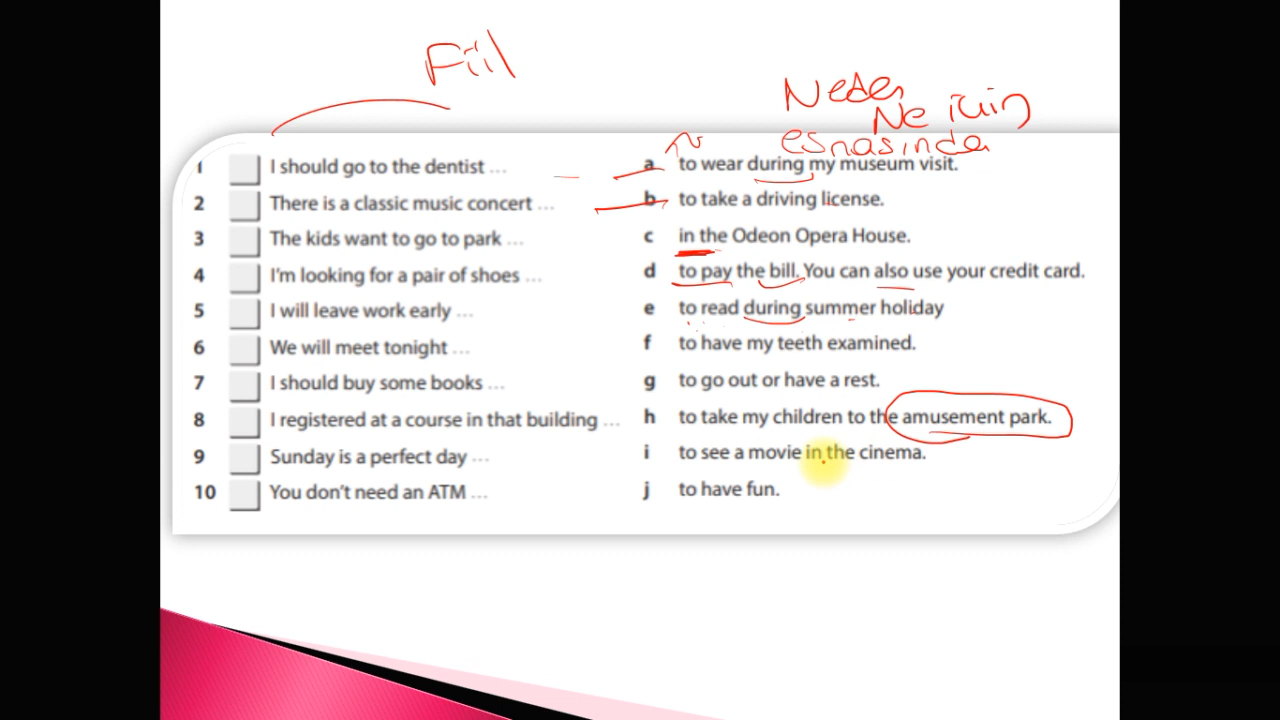 Fiil
Neden
Ne için
esnasında
1 I should go to the dentist ... a to wear during my museum visit.
2 There is a classic music concert ... b to take a driving license.
3 The kids want to go to park ... c in the Odeon Opera House.
4 I'm looking for a pair of shoes ... d to pay the bill. You can also use your credit card.
5 I will leave work early ... e to read during summer holiday
6 We will meet tonight ... f to have my teeth examined.
7 I should buy some books ... g to go out or have a rest.
8 I registered at a course in that building ... h to take my children to the amusement park.
9 Sunday is a perfect day ... i to see a movie in the cinema.
10 You don't need an ATM ... j to have fun.